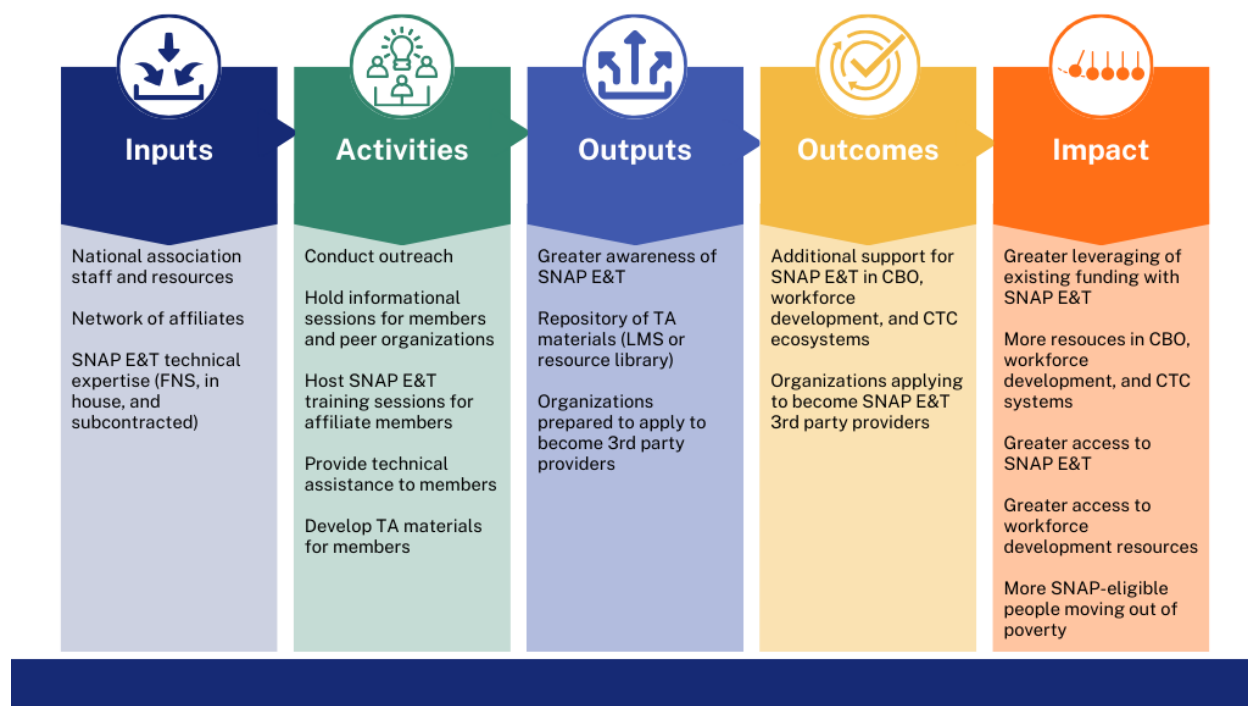 Inputs
National association
staff and resources
Network of affiliates
SNAP E&T technical
expertise (FNS, in
house, and
subcontracted)
Activities
Conduct outreach
Hold informational
sessions for members
and peer organizations
Host SNAP E&T
training sessions for
affiliate members
Provide technical
assistance to members
Develop TA materials
for members
Outputs
Greater awareness of
SNAP E&T
Repository of TA
materials (LMS or
resource library)
Organizations
prepared to apply to
become 3rd party
providers
Outcomes
Additional support for
SNAP E&T in CBO,
workforce
development, and CTC
ecosystems
Organizations applying
to become SNAP E&T
3rd party providers
Impact
Greater leveraging of
existing funding with
SNAP E&T
More resouces in CBO,
workforce
development, and CTC
systems
Greater access to
SNAP E&T
Greater access to
workforce
development resources
More SNAP-eligible
people moving out of
poverty